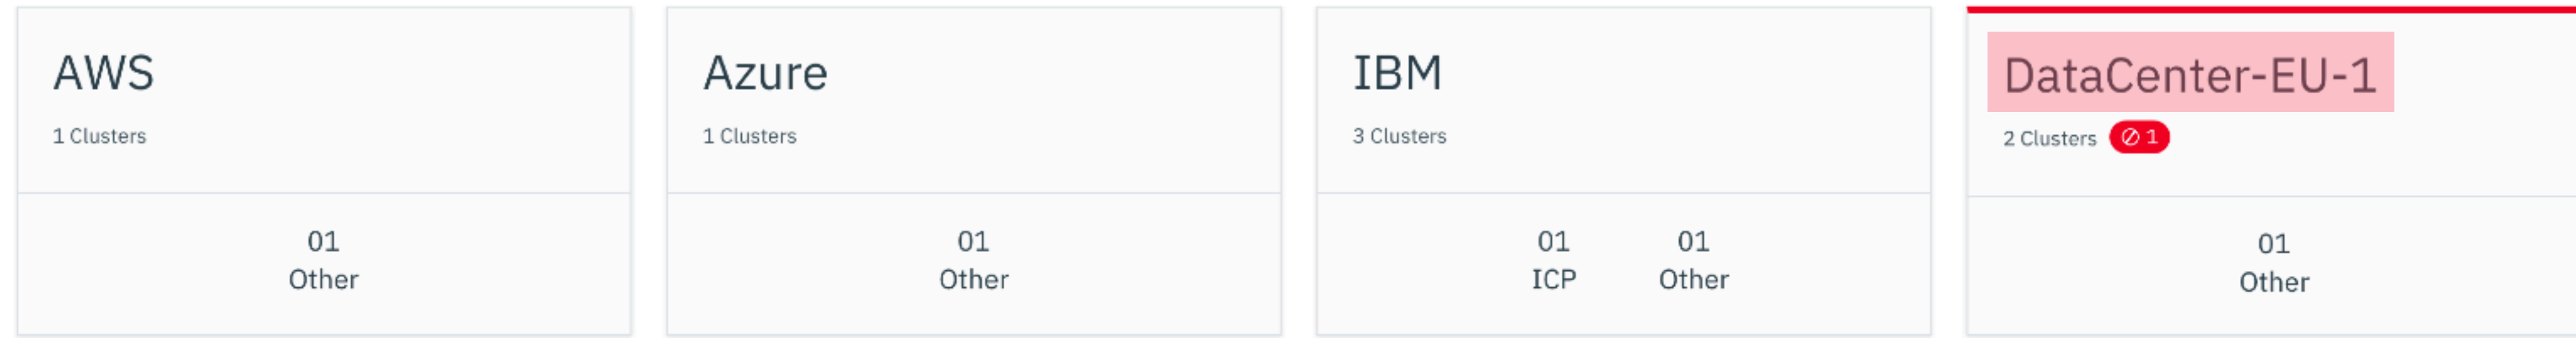 AWS
1 Clusters
01
Other
Azure
1 Clusters
01
Other
IBM
3 Clusters
01 01
ICP Other
DataCenter-EU-1
2 Clusters 1
01
Other